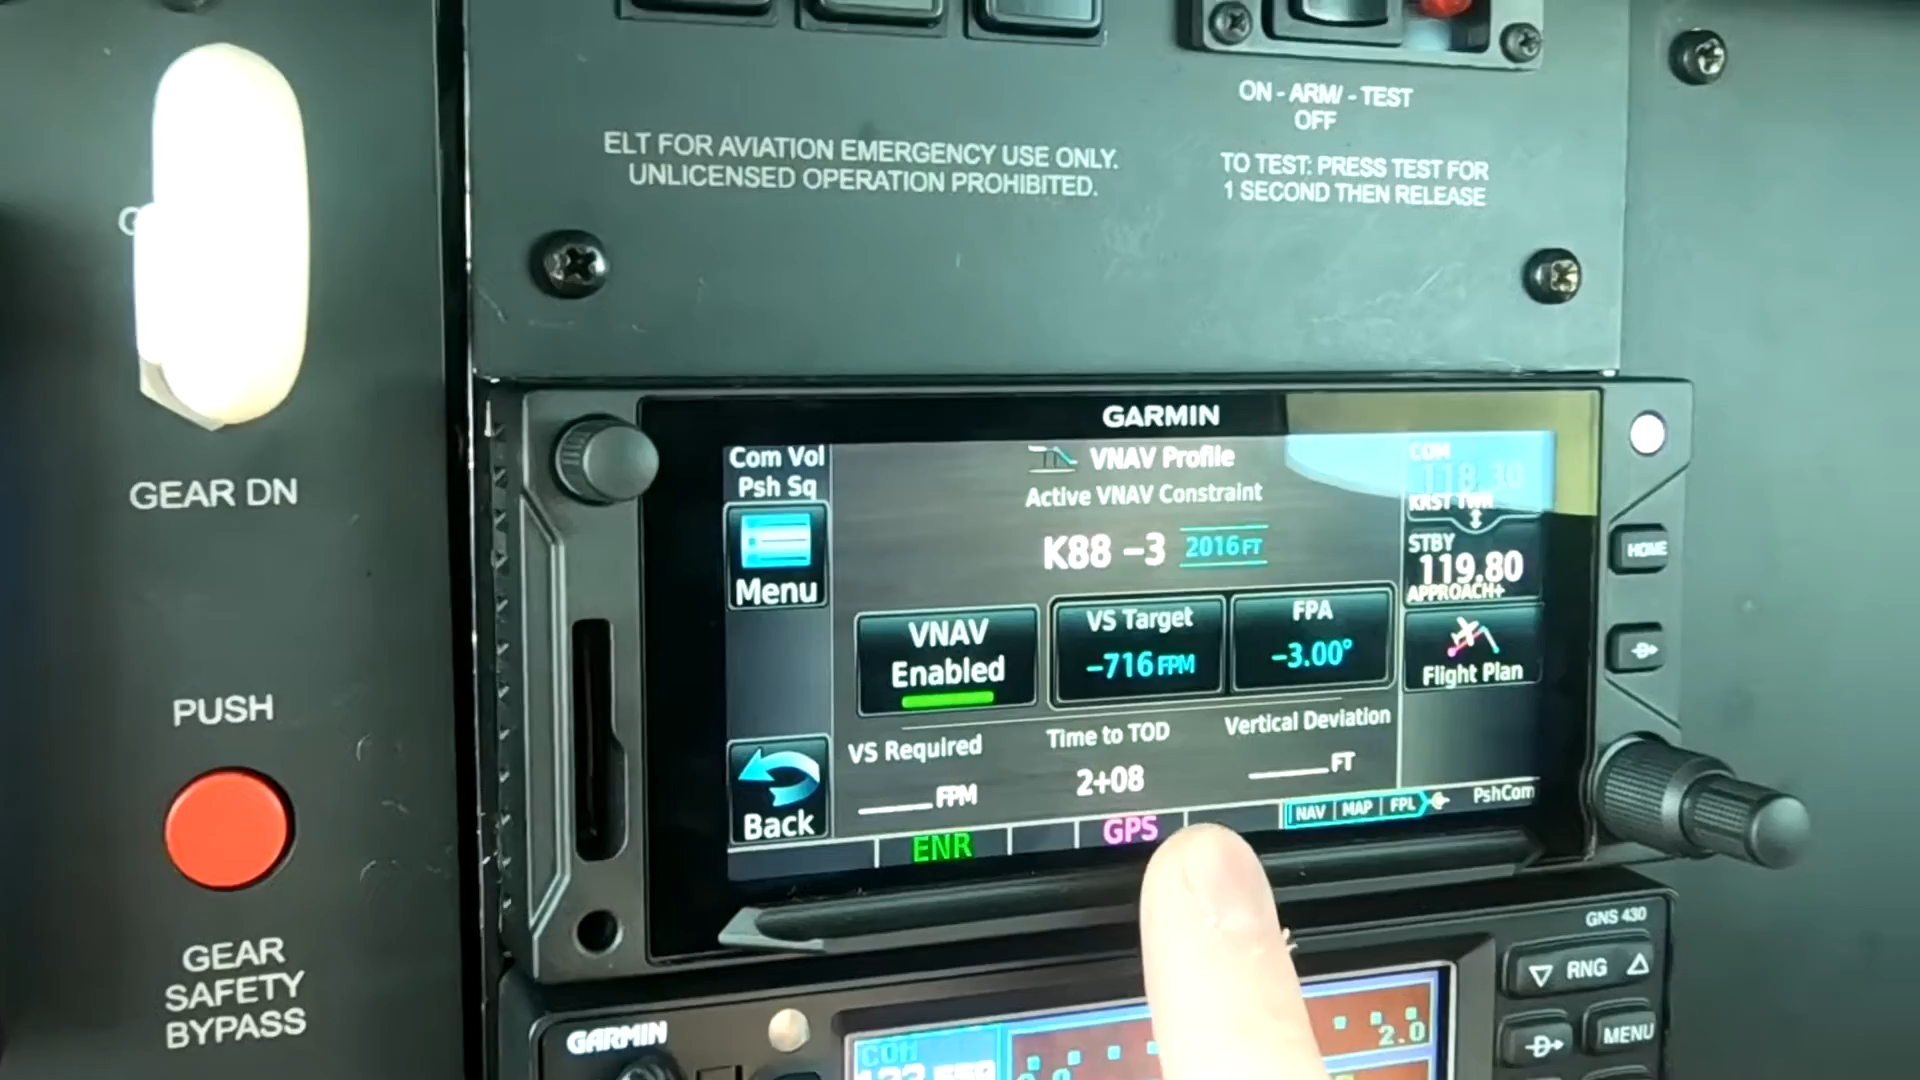 ON - ARM/ - TEST
OFF
ELT FOR AVIATION EMERGENCY USE ONLY.
UNLICENSED OPERATION PROHIBITED.
TO TEST: PRESS TEST FOR
1 SECOND THEN RELEASE
GEAR DN
PUSH
GEAR
SAFETY
BYPASS
GARMIN
Com Vol
Psh Sq
Menu
Back
VNAV Profile
Active VNAV Constraint
K88 -3 2016FT
VNAV
Enabled
VS Target
-716FPM
FPA
-3.00°
VS Required
FPM
Time to TOD
2+08
Vertical Deviation
FT
COM
118.30
KRST TWR
STBY
119.80
APPROACH+
Flight Plan
ENR
GPS
NAV MAP FPL
PshCom
HOME
GNS 430
RNG
MENU
GARMIN
COM
2.0